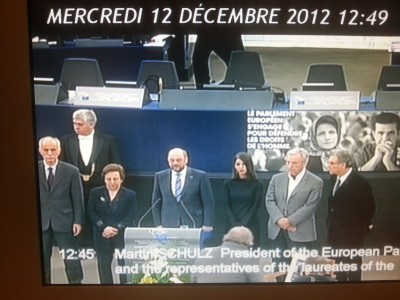 MERCREDI 12 DÉCEMBRE 2012 12:49
LE PARLEMENT
EUROPÉEN
S'ENGAGE
POUR DÉFENDRE
LES DROITS
DE L'HOMME.
12:45 Martin SCHULZ President of the European Pa
and the representatives of the laureates of the